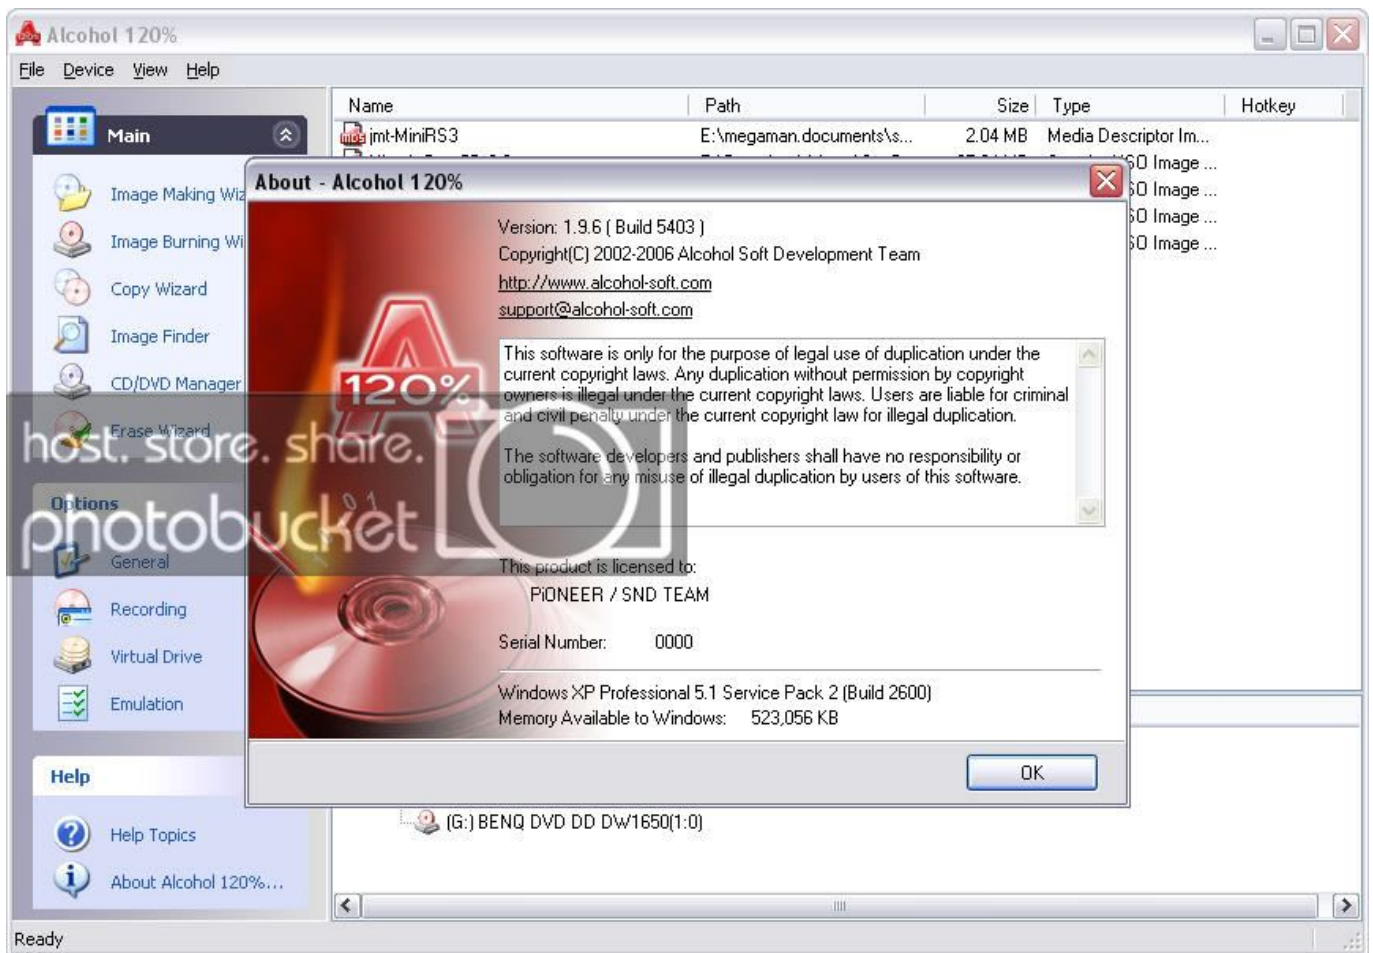 Alcohol 120%
File Device View Help
Name Path Size Type Hotkey
Main
jmt-MiniRS3 E:\megaman.documents\s... 2.04 MB Media Descriptor Im...
Image ...
Image ...
Image ...
Image ...
Image Making Wiz
Image Burning Wi
Copy Wizard
Image Finder
CD/DVD Manager
Erase Wizard
Options
General
Recording
Virtual Drive
Emulation
Help
Help Topics
About Alcohol 120%...
About - Alcohol 120%
Version: 1.9.6 ( Build 5403 )
Copyright(C) 2002-2006 Alcohol Soft Development Team
http://www.alcohol-soft.com
support@alcohol-soft.com
120%
This software is only for the purpose of legal use of duplication under the
current copyright laws. Any duplication without permission by copyright
owners is illegal under the current copyright laws. Users are liable for criminal
and civil penalty under the current copyright law for illegal duplication.
The software developers and publishers shall have no responsibility or
obligation for any misuse of illegal duplication by users of this software.
This product is licensed to:
PiONEER / SND TEAM
Serial Number: 0000
Windows XP Professional 5.1 Service Pack 2 (Build 2600)
Memory Available to Windows: 523,056 KB
OK
(G:) BENQ DVD DD DW1650(1:0)
Ready
host. store. share.
photobucket